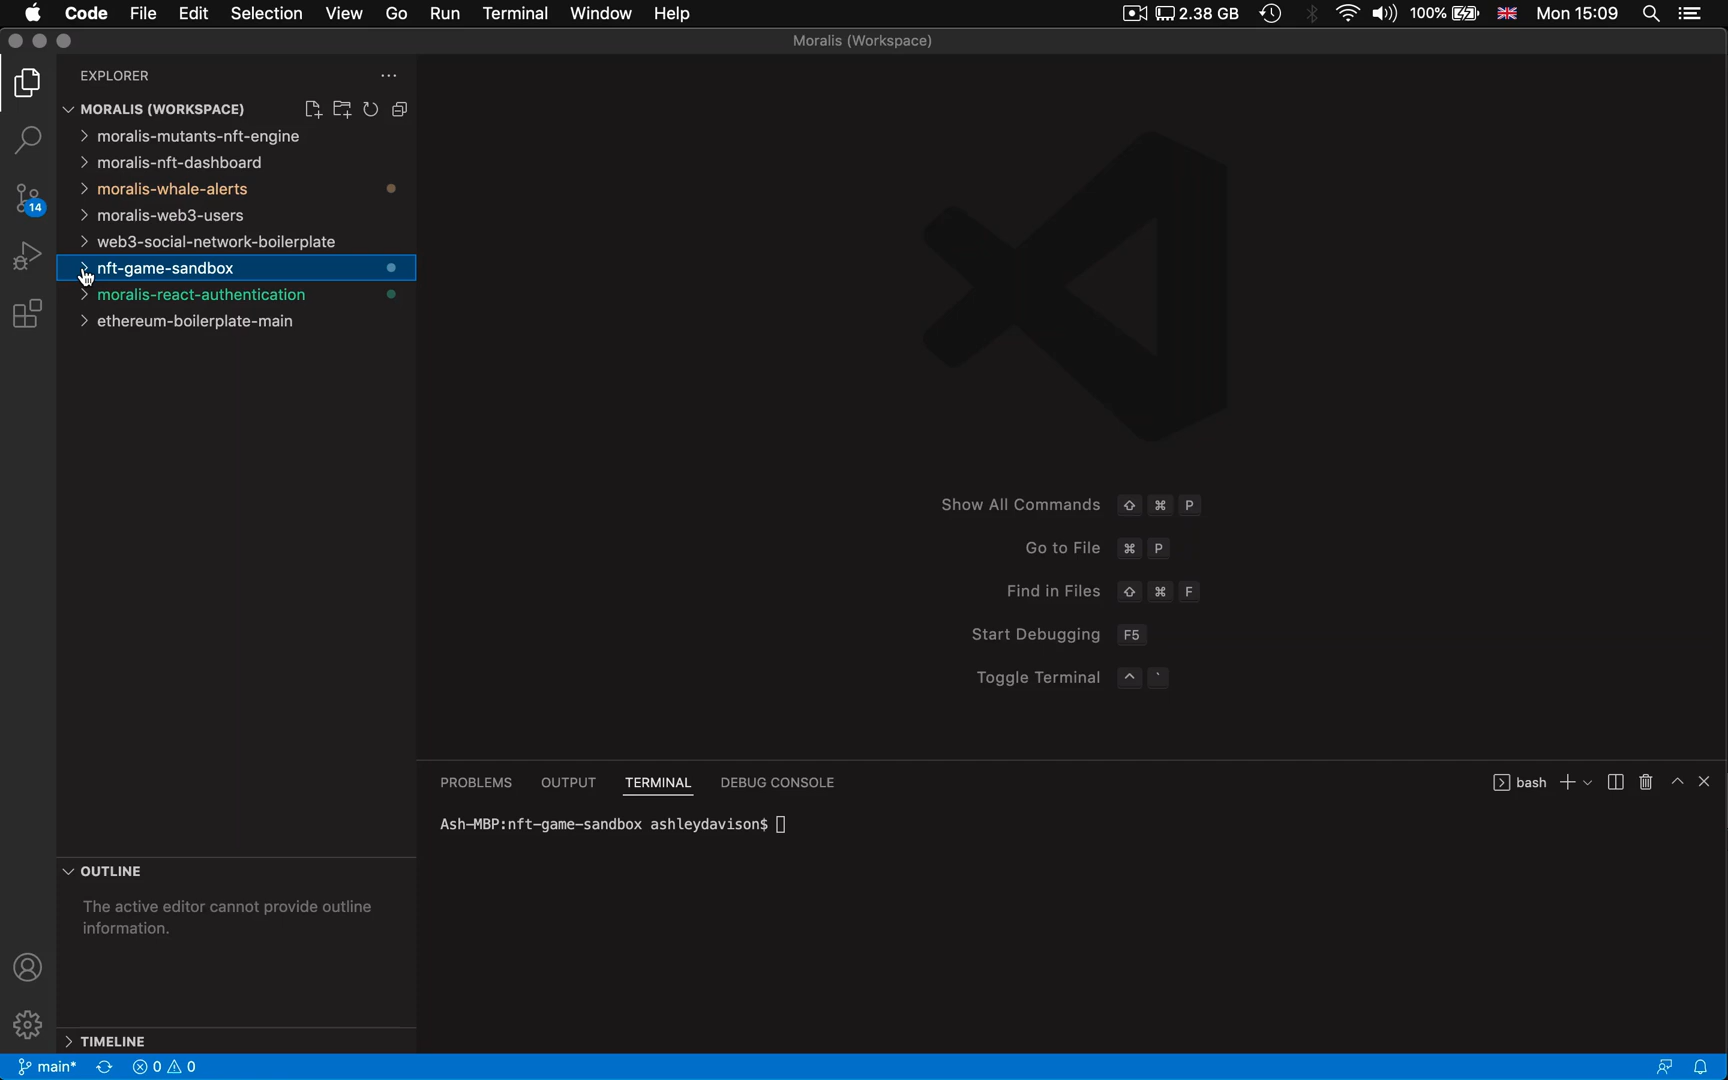 Code File Edit Selection View Go Run Terminal Window Help 2.38 GB 100% Mon 15:09
Moralis (Workspace)
EXPLORER
MORALIS (WORKSPACE)
moralis-mutants-nft-engine
moralis-nft-dashboard
moralis-whale-alerts
moralis-web3-users
14
web3-social-network-boilerplate
nft-game-sandbox
moralis-react-authentication
ethereum-boilerplate-main
Show All Commands ⇧ ⌘ P
Go to File ⌘ P
Find in Files ⇧ ⌘ F
Start Debugging F5
Toggle Terminal ^ `
PROBLEMS OUTPUT TERMINAL DEBUG CONSOLE bash
Ash-MBP:nft-game-sandbox ashleydavison$
OUTLINE
The active editor cannot provide outline
information.
TIMELINE
main* 0 0